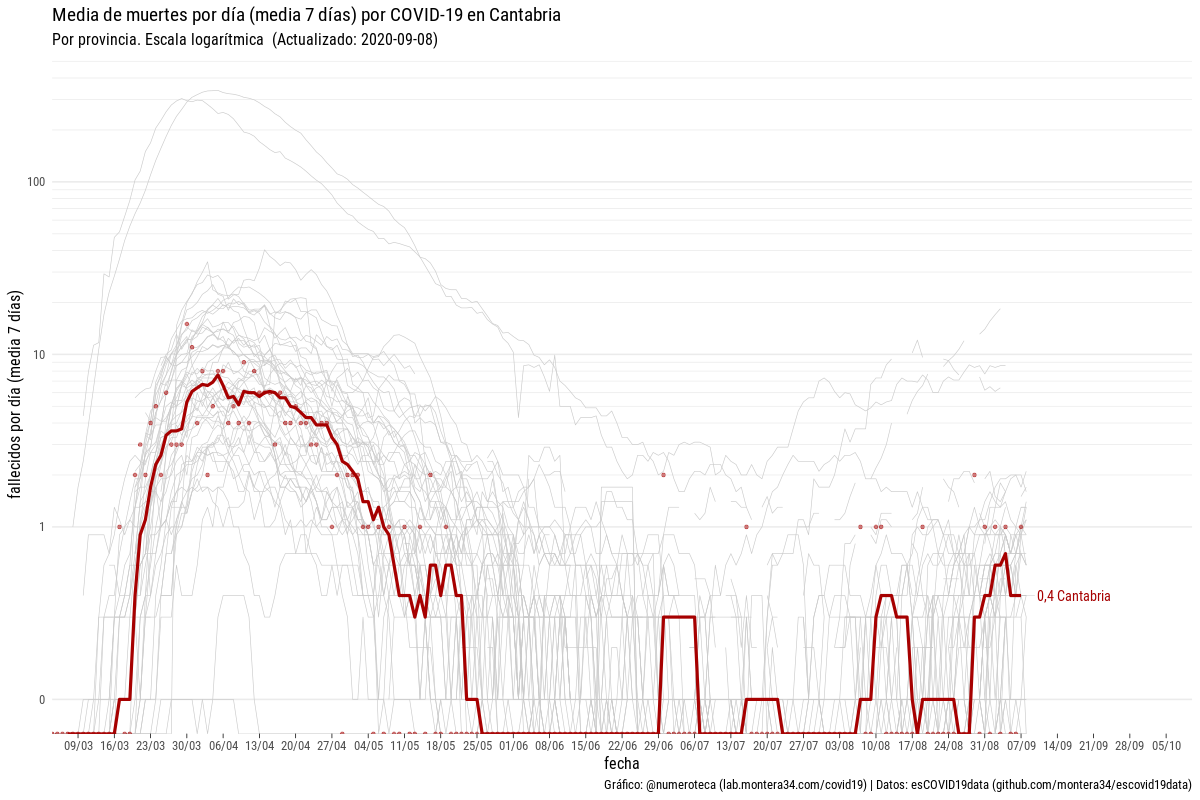 Media de muertes por día (media 7 días) por COVID-19 en Cantabria
Por provincia. Escala logarítmica  (Actualizado: 2020-09-08)
fallecidos por día (media 7 días)
100
10
1
0
0,4 Cantabria
09/03 16/03 23/03 30/03 06/04 13/04 20/04 27/04 04/05 11/05 18/05 25/05 01/06 08/06 15/06 22/06 29/06 06/07 13/07 20/07 27/07 03/08 10/08 17/08 24/08 31/08 07/09 14/09 21/09 28/09 05/10
fecha
Gráfico: @numeroteca (lab.montera34.com/covid19) | Datos: esCOVID19data (github.com/montera34/escovid19data)